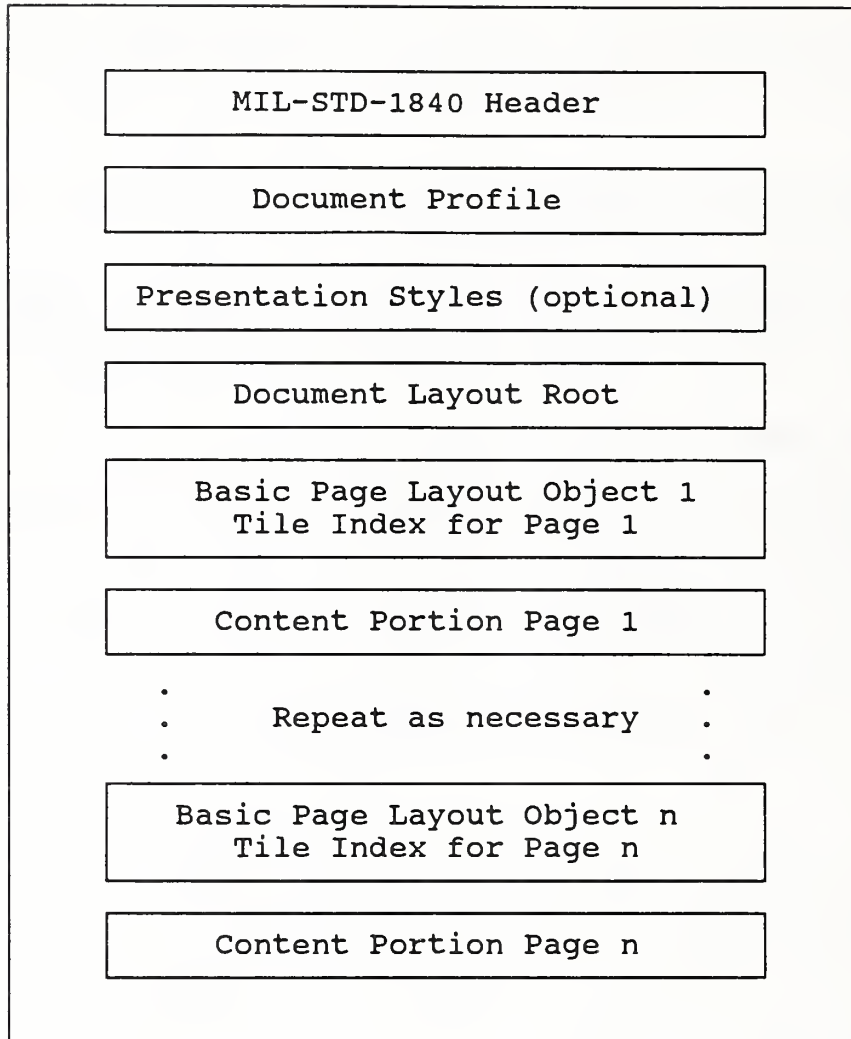 MIL-STD-1840 Header
Document Profile
Presentation Styles (optional)
Document Layout Root
Basic Page Layout Object 1
Tile Index for Page 1
Content Portion Page 1
. .
. Repeat as necessary .
. .
Basic Page Layout Object n
Tile Index for Page n
Content Portion Page n